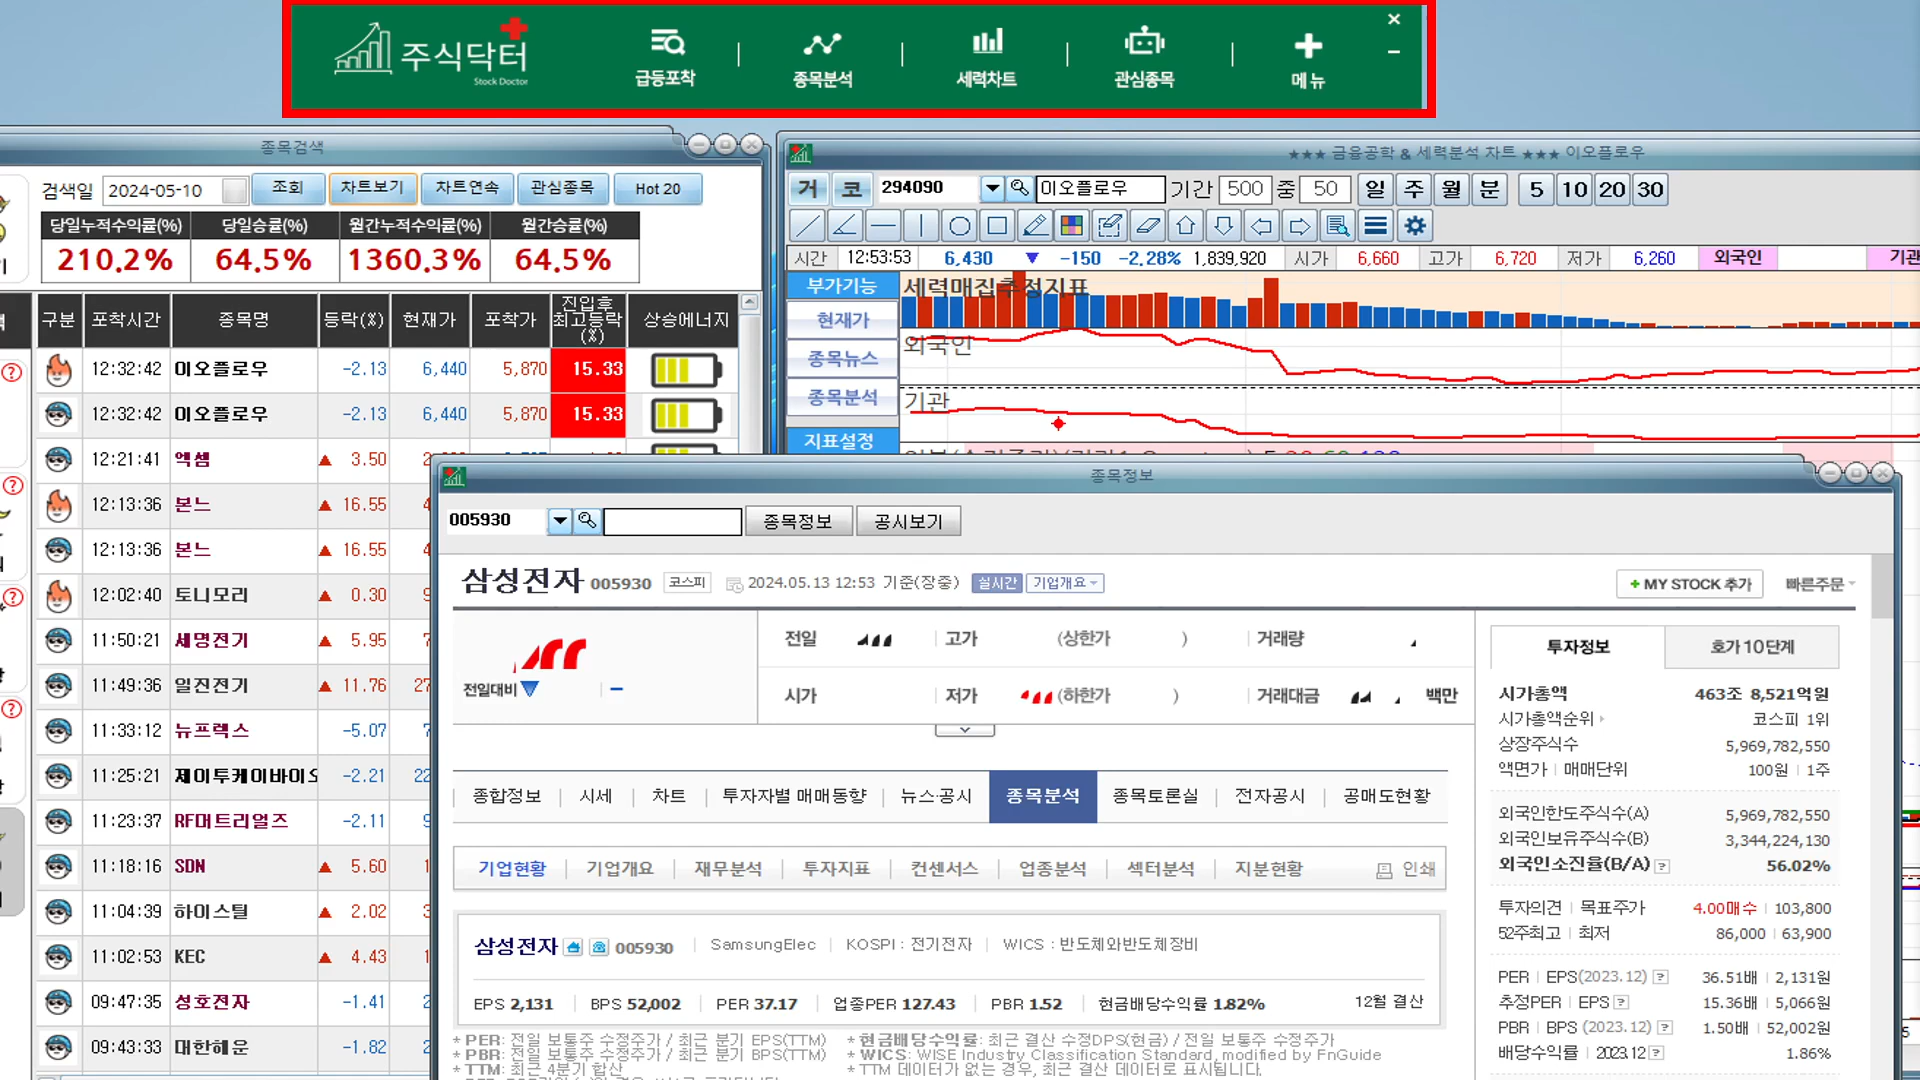 주식닥터
Stock Doctor
급등포착
종목분석
세력차트
관심종목
메뉴
종목검색
검색일 2024-05-10 조회 차트보기 차트연속 관심종목 Hot 20
당일누적수익률(%) 당일승률(%) 월간누적수익률(%) 월간승률(%)
210.2% 64.5% 1360.3% 64.5%
구분 포착시간 종목명 등락(%) 현재가 포착가 진입후 최고등락 (%) 상승에너지
12:32:42 이오플로우 -2.13 6,440 5,870 15.33
12:32:42 이오플로우 -2.13 6,440 5,870 15.33
12:21:41 엑셈 ▲ 3.50
12:13:36 본느 ▲ 16.55
12:13:36 본느 ▲ 16.55
12:02:40 토니모리 ▲ 0.30
11:50:21 세명전기 ▲ 5.95
11:49:36 일진전기 ▲ 11.76
11:33:12 뉴프렉스 -5.07
11:25:21 제이투케이바이오 -2.21
11:23:37 RF머트리얼즈 -2.11
11:18:16 SDN ▲ 5.60
11:04:39 하이스틸 ▲ 2.02
11:02:53 KEC ▲ 4.43
09:47:35 성호전자 -1.41
09:43:33 대한해운 -1.82
★★★ 금융공학 & 세력분석 차트 ★★★ 이오플로우
거 코 294090 이오플로우 기간 500 중 50 일 주 월 분 5 10 20 30
시간 12:53:53 6,430 ▼ -150 -2.28% 1,839,920 시가 6,660 고가 6,720 저가 6,260 외국인 기관
부가기능
현재가
종목뉴스
종목분석
지표설정
세력매집추정지표
외국인
기관
종목정보
005930 종목정보 공시보기
삼성전자 005930 코스피 2024.05.13 12:53 기준(장중) 실시간 기업개요
+ MY STOCK 추가 빠른주문
전일대비 ▼
전일 고가 (상한가 ) 거래량
시가 저가 (하한가 ) 거래대금 백만
종합정보 시세 차트 투자자별 매매동향 뉴스·공시 종목분석 종목토론실 전자공시 공매도현황
기업현황 기업개요 재무분석 투자지표 컨센서스 업종분석 섹터분석 지분현황 인쇄
삼성전자 005930 SamsungElec KOSPI : 전기전자 WICS : 반도체와반도체장비
EPS 2,131 BPS 52,002 PER 37.17 업종PER 127.43 PBR 1.52 현금배당수익률 1.82% 12월 결산
* PER: 전일 보통주 수정주가 / 최근 분기 EPS(TTM) * 현금배당수익률: 최근 결산 수정DPS(현금) / 전일 보통주 수정주가
* PBR: 전일 보통주 수정주가 / 최근 분기 BPS(TTM) * WICS: WISE Industry Classification Standard, modified by FnGuide
* TTM: 최근 4분기 합산 * TTM 데이터가 없는 경우, 최근 결산 데이터로 표시됩니다.
투자정보 호가 10단계
시가총액 463조 8,521억원
시가총액순위 코스피 1위
상장주식수 5,969,782,550
액면가 | 매매단위 100원 | 1주
외국인한도주식수(A) 5,969,782,550
외국인보유주식수(B) 3,344,224,130
외국인소진율(B/A) ? 56.02%
투자의견 | 목표주가 4.00매수 | 103,800
52주최고 | 최저 86,000 | 63,900
PER | EPS(2023.12) ? 36.51배 | 2,131원
추정PER | EPS ? 15.36배 | 5,066원
PBR | BPS (2023.12) ? 1.50배 | 52,002원
배당수익률 | 2023.12 ? 1.86%